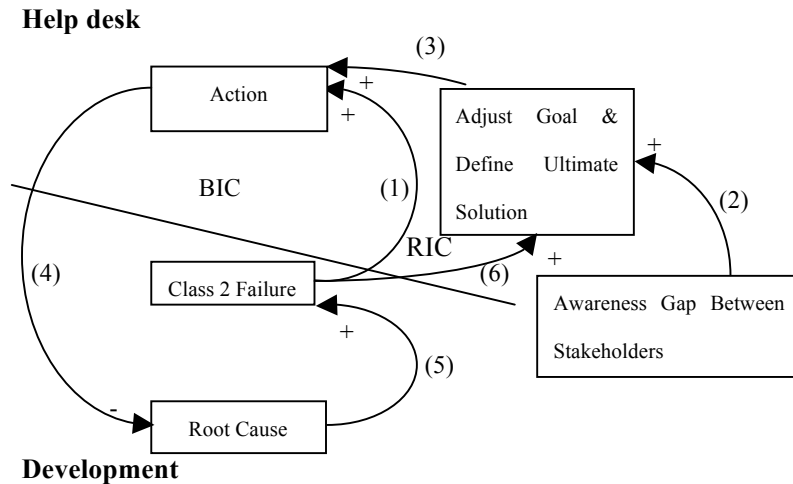 Help desk
(3)
Action
+
+
Adjust Goal &
Define Ultimate
Solution
+
BIC
(1)
(2)
RIC
(4)
Class 2 Failure
(6)
+
Awareness Gap Between
Stakeholders
+
(5)
-
Root Cause
Development